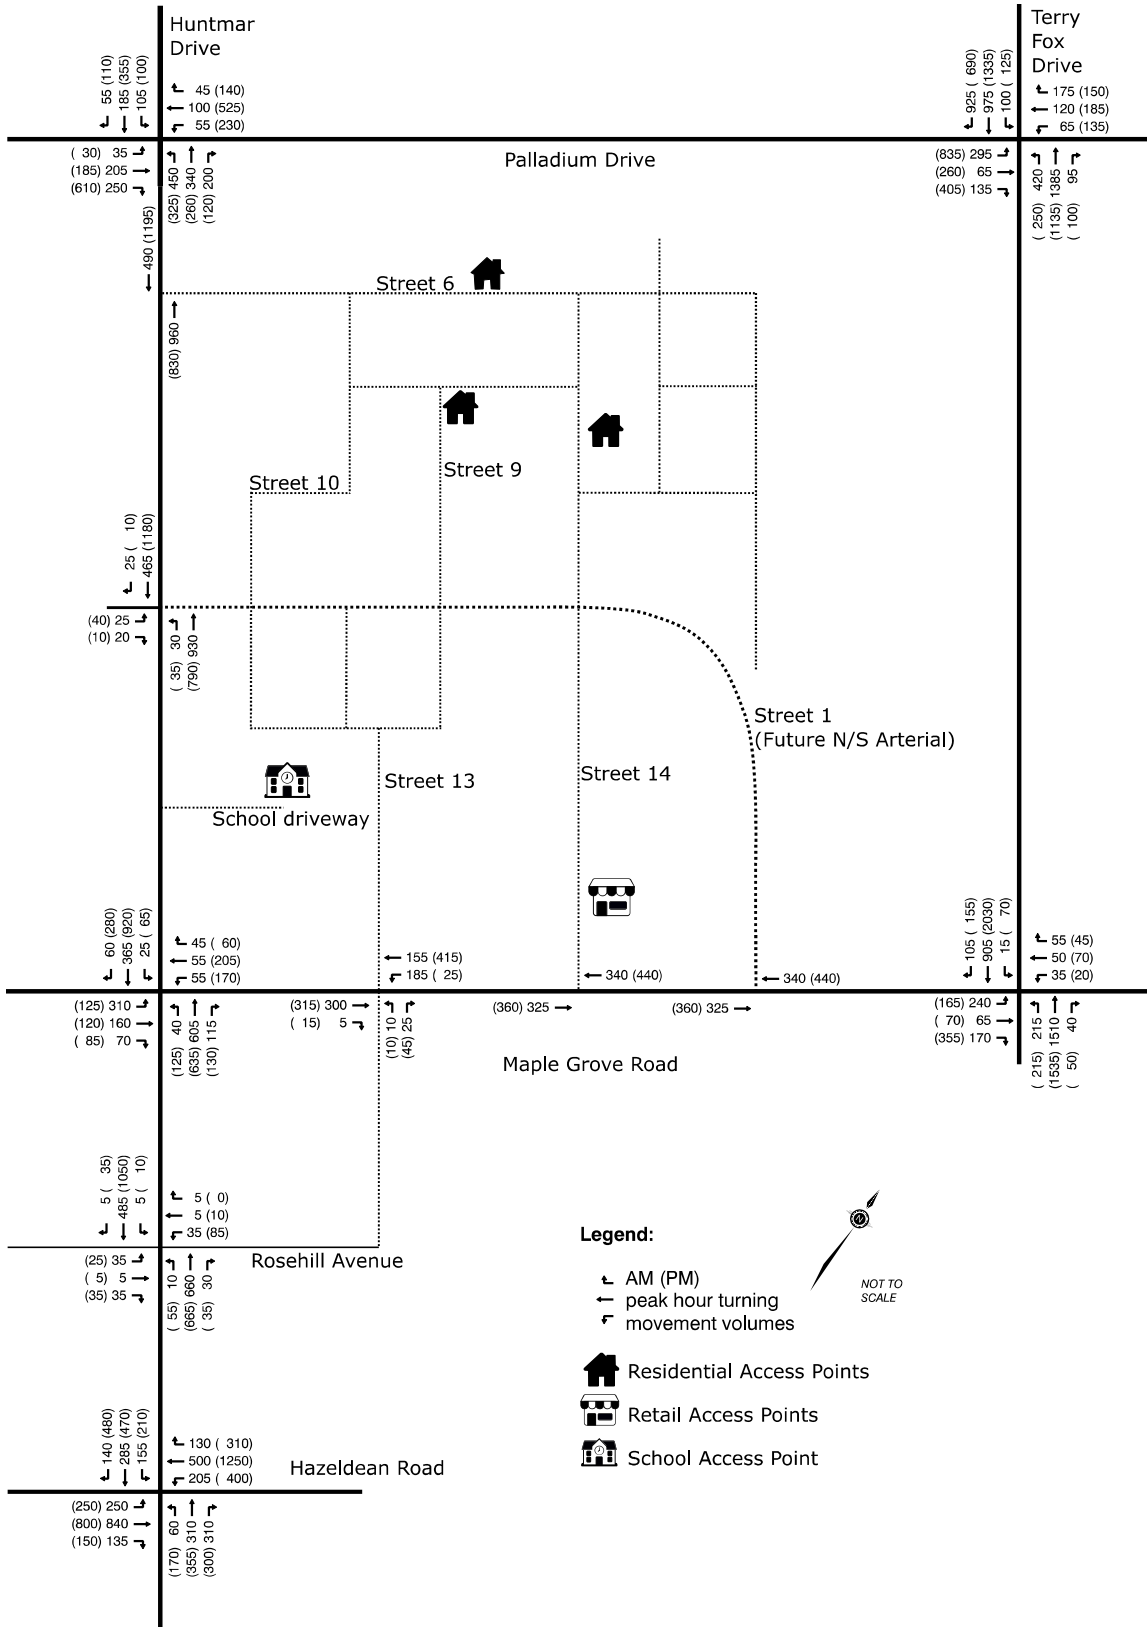 Huntmar
Drive
Terry
Fox
Drive
55 (110)
185 (355)
105 (100)
45 (140)
100 (525)
55 (230)
925 ( 690)
975 (1335)
100 ( 125)
175 (150)
120 (185)
65 (135)
Palladium Drive
( 30) 35
(185) 205
(610) 250
(325) 450
(260) 340
(120) 200
(835) 295
(260) 65
(405) 135
( 250) 420
(1135) 1385
( 100) 95
490 (1195)
Street 6
(830) 960
Street 9
Street 10
25 ( 10)
465 (1180)
(40) 25
(10) 20
( 35) 30
(790) 930
Street 1
(Future N/S Arterial)
Street 13
Street 14
School driveway
60 (280)
365 (920)
25 ( 65)
45 ( 60)
55 (205)
55 (170)
155 (415)
185 ( 25)
340 (440)
340 (440)
105 ( 155)
905 (2030)
15 ( 70)
55 (45)
50 (70)
35 (20)
(125) 310
(120) 160
( 85) 70
(125) 40
(635) 605
(130) 115
(315) 300
( 15) 5
(10) 10
(45) 25
(360) 325
(360) 325
(165) 240
( 70) 65
(355) 170
( 215) 215
(1535) 1510
( 50) 40
Maple Grove Road
5 ( 35)
485 (1050)
5 ( 10)
5 ( 0)
5 (10)
35 (85)
Rosehill Avenue
(25) 35
( 5) 5
(35) 35
( 55) 10
(665) 660
( 35) 30
Legend:
AM (PM)
peak hour turning
movement volumes
NOT TO
SCALE
Residential Access Points
Retail Access Points
School Access Point
140 (480)
285 (470)
155 (210)
130 ( 310)
500 (1250)
205 ( 400)
Hazeldean Road
(250) 250
(800) 840
(150) 135
(170) 60
(355) 310
(300) 310